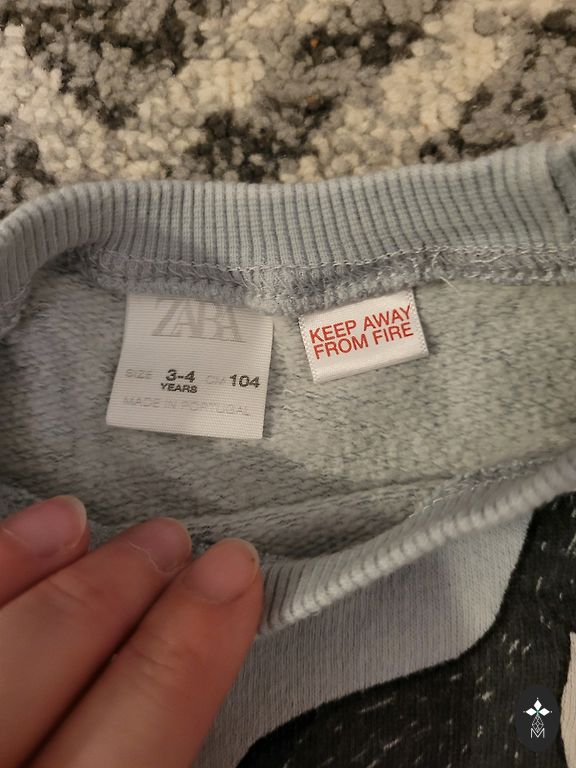 ZARA
SIZE 3-4 YEARS CM 104
MADE IN PORTUGAL
KEEP AWAY
FROM FIRE
M